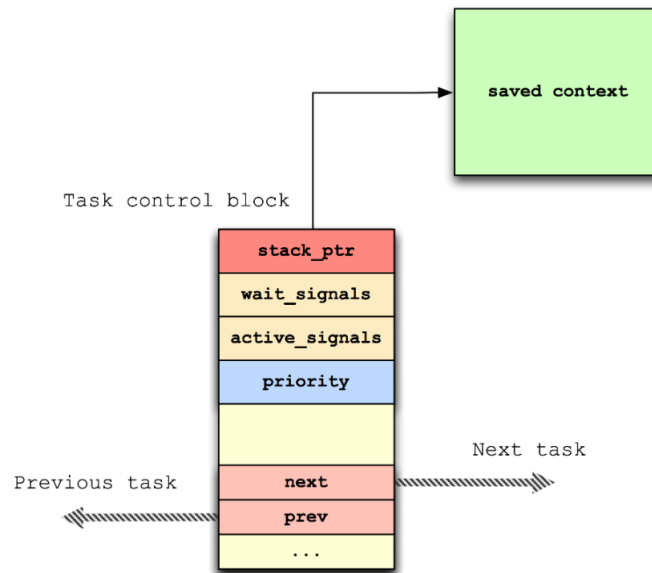 saved context
Task control block
stack_ptr
wait_signals
active_signals
priority
Next task
Previous task
next
prev
...